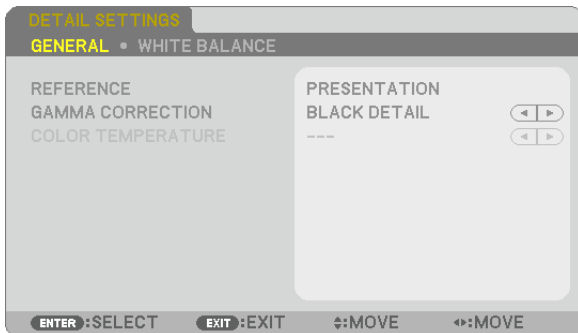 DETAIL SETTINGS
GENERAL • WHITE BALANCE
REFERENCE PRESENTATION
GAMMA CORRECTION BLACK DETAIL
COLOR TEMPERATURE ---
ENTER :SELECT EXIT :EXIT :MOVE :MOVE